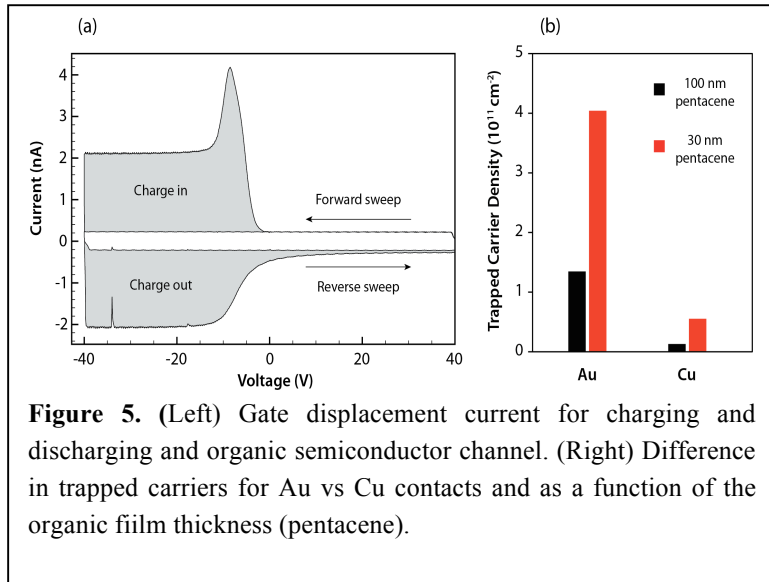 (a)
(b)
Current (nA)
4
3
2
1
0
-1
-2
Charge in
Forward sweep
Charge out
Reverse sweep
-40
-20
0
20
40
Voltage (V)
Trapped Carrier Density (10¹¹ cm⁻²)
5
4
3
2
1
0
100 nm
pentacene
30 nm
pentacene
Au
Cu
Figure 5. (Left) Gate displacement current for charging and
discharging and organic semiconductor channel. (Right) Difference
in trapped carriers for Au vs Cu contacts and as a function of the
organic fiilm thickness (pentacene).